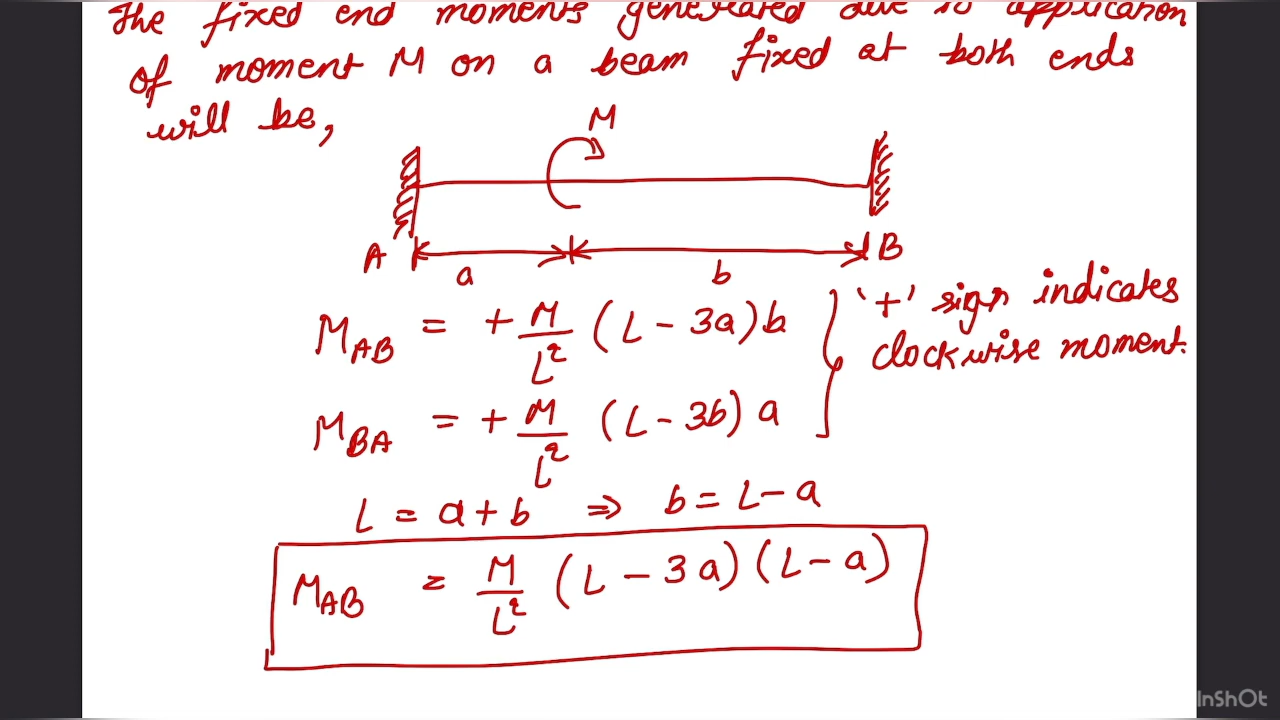 The fixed end moments generated due to application
of moment M on a beam fixed at both ends
will be,
M
A
B
a
b
M_AB = + M/L² (L - 3a) b
'+' sign indicates
clockwise moment.
M_BA = + M/L² (L - 3b) a
L = a + b ⇒ b = L - a
M_AB = M/L² (L - 3a) (L - a)
InShOt